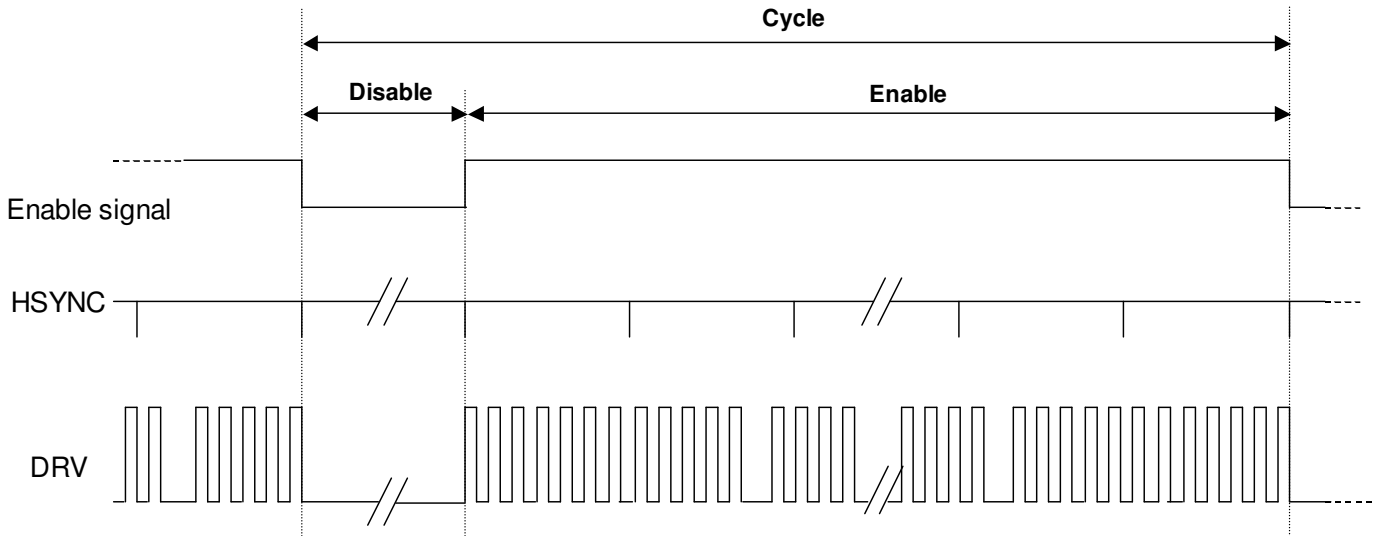 Cycle
Disable
Enable
Enable signal
HSYNC
DRV